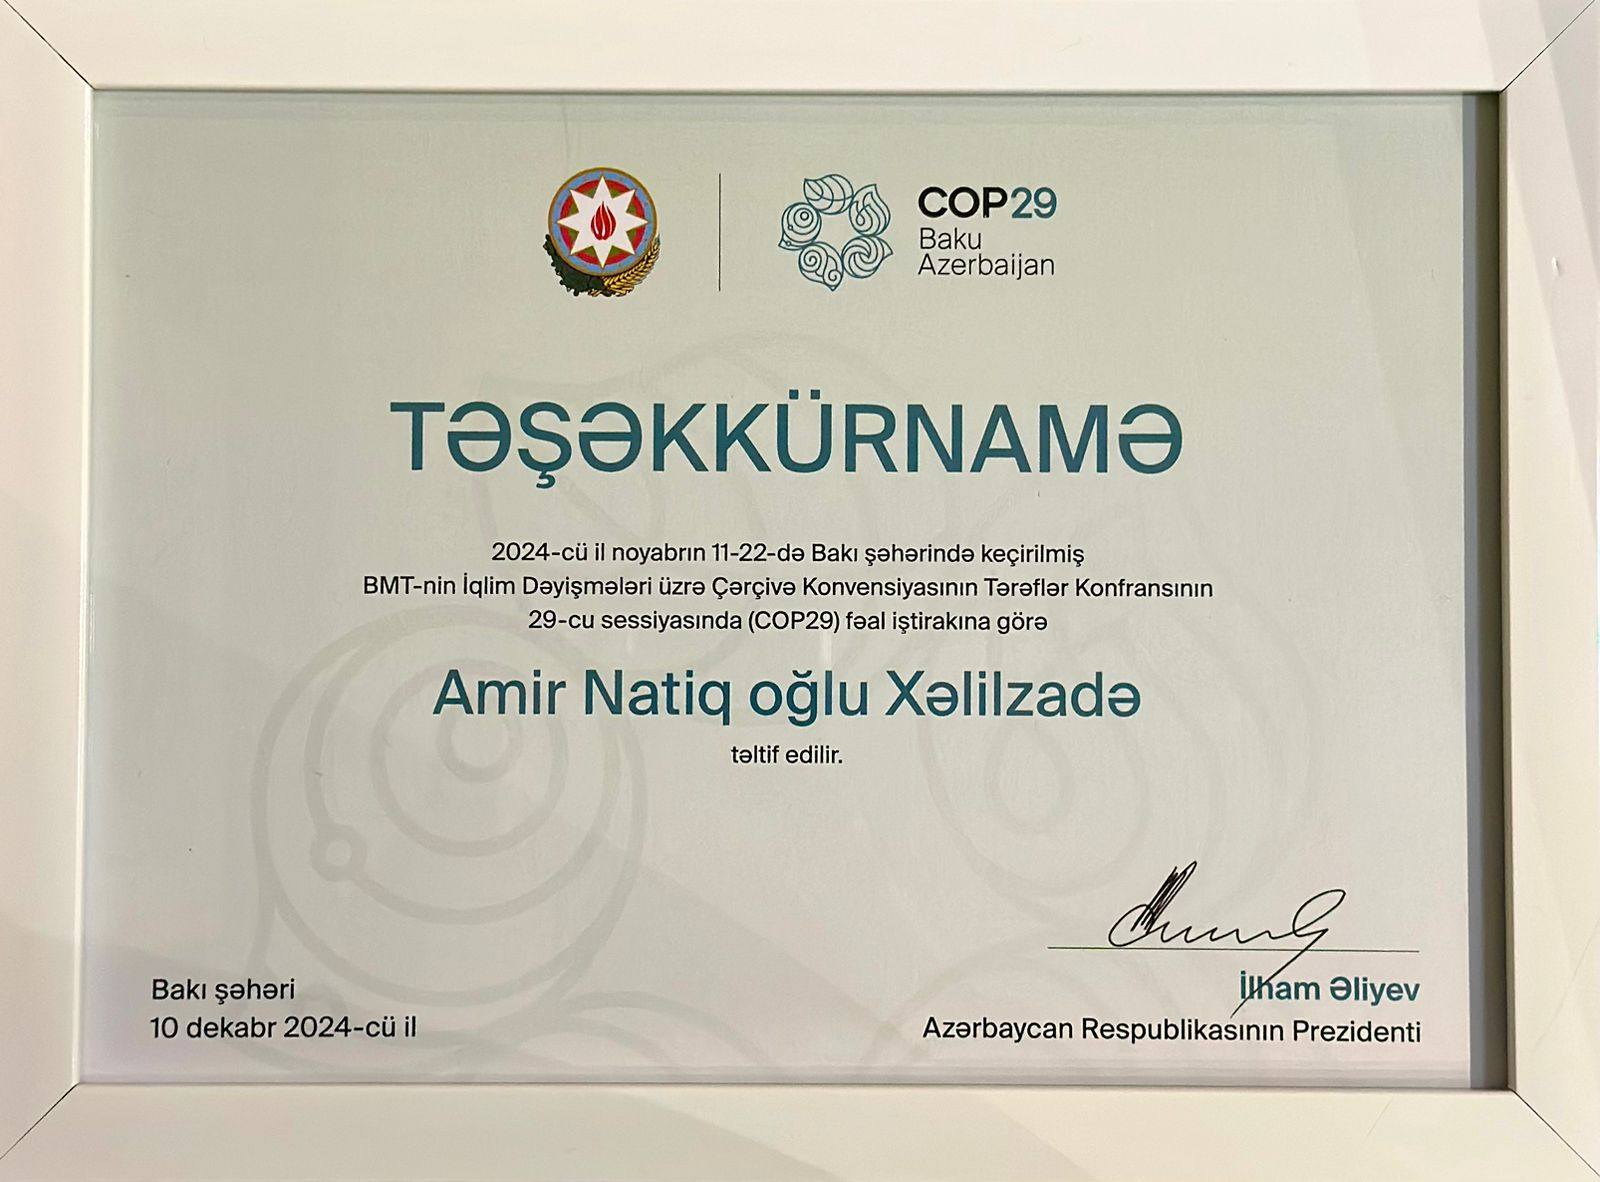 COP29
Baku
Azerbaijan
TƏŞƏKKÜRNAMƏ
2024-cü il noyabrın 11-22-də Bakı şəhərində keçirilmiş
BMT-nin İqlim Dəyişmələri üzrə Çərçivə Konvensiyasının Tərəflər Konfransının
29-cu sessiyasında (COP29) fəal iştirakına görə
Amir Natiq oğlu Xəlilzadə
təltif edilir.
Bakı şəhəri
10 dekabr 2024-cü il
İlham Əliyev
Azərbaycan Respublikasının Prezidenti